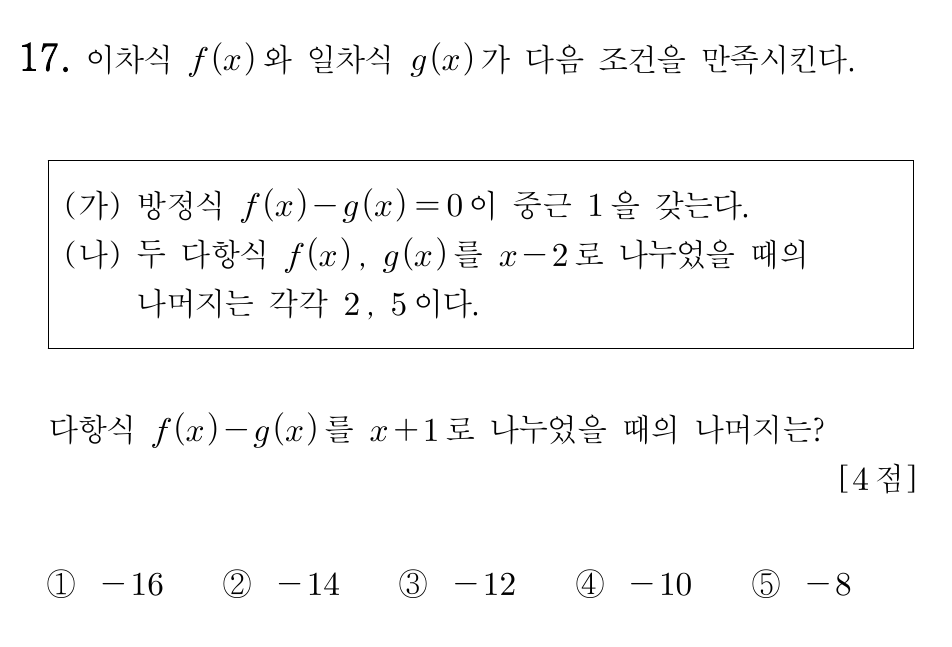 17. 이차식 f(x)와 일차식 g(x)가 다음 조건을 만족시킨다.
(가) 방정식 f(x)-g(x)=0이 중근 1을 갖는다.
(나) 두 다항식 f(x), g(x)를 x-2로 나누었을 때의
나머지는 각각 2, 5이다.
다항식 f(x)-g(x)를 x+1로 나누었을 때의 나머지는?
[4점]
① -16 ② -14 ③ -12 ④ -10 ⑤ -8